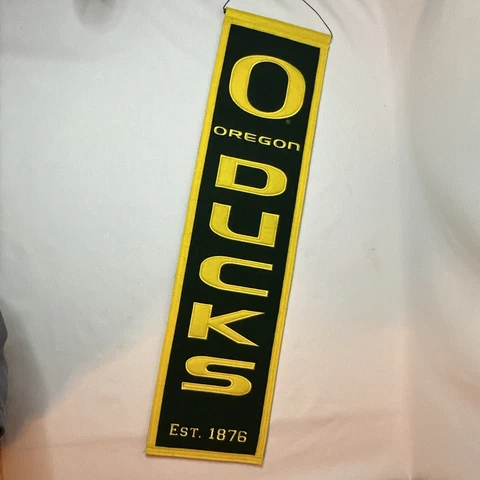 O
OREGON
DUCKS
EST. 1876